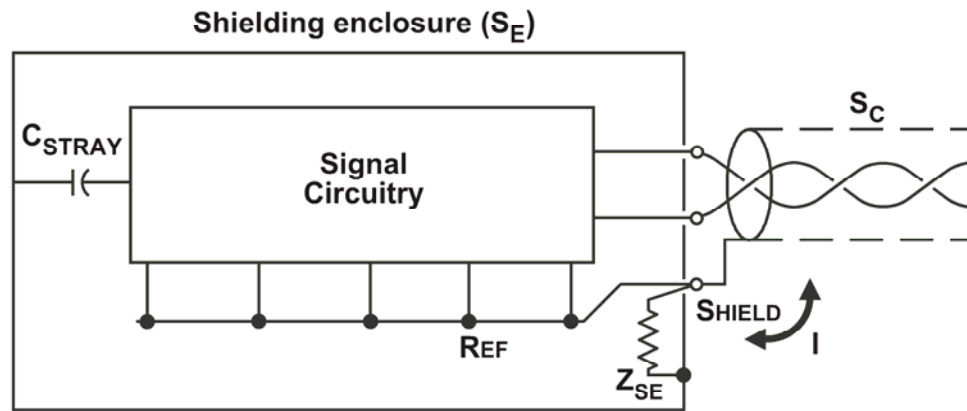 Shielding enclosure (SE)
CSTRAY
Signal
Circuitry
SC
SHIELD
REF
I
ZSE